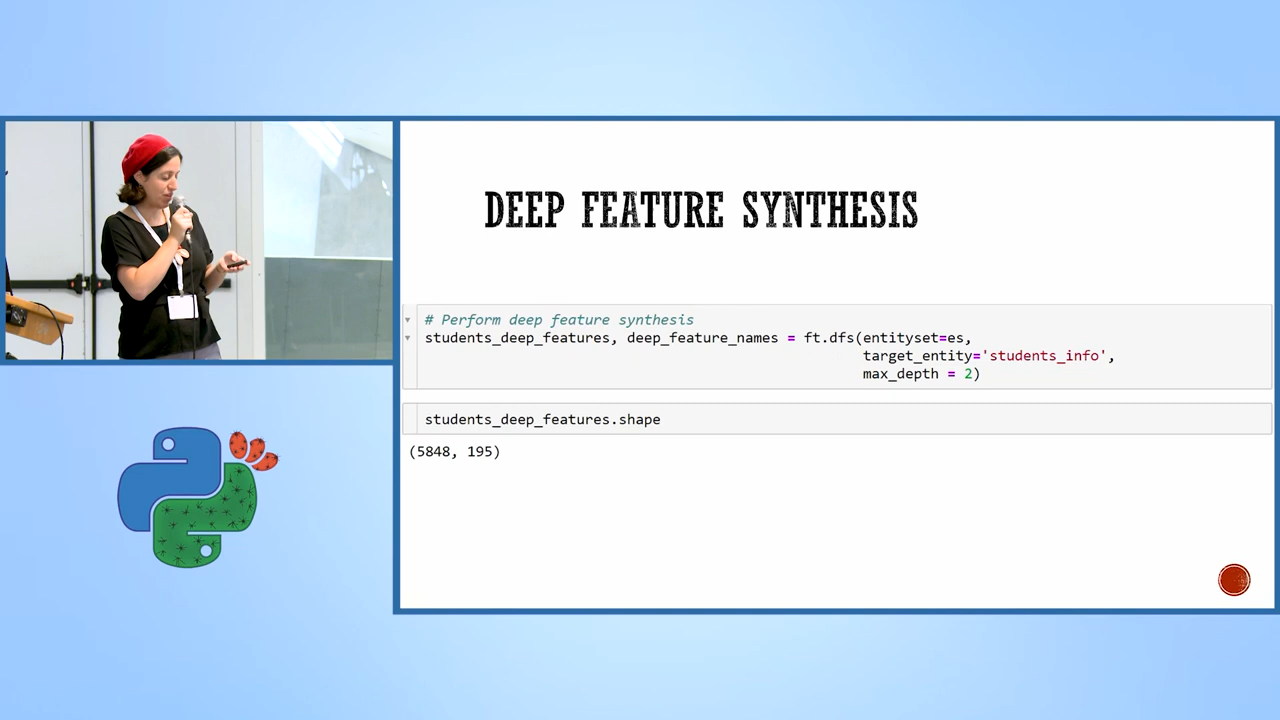 DEEP FEATURE SYNTHESIS
# Perform deep feature synthesis
students_deep_features, deep_feature_names = ft.dfs(entityset=es,
target_entity='students_info',
max_depth = 2)
students_deep_features.shape
(5848, 195)